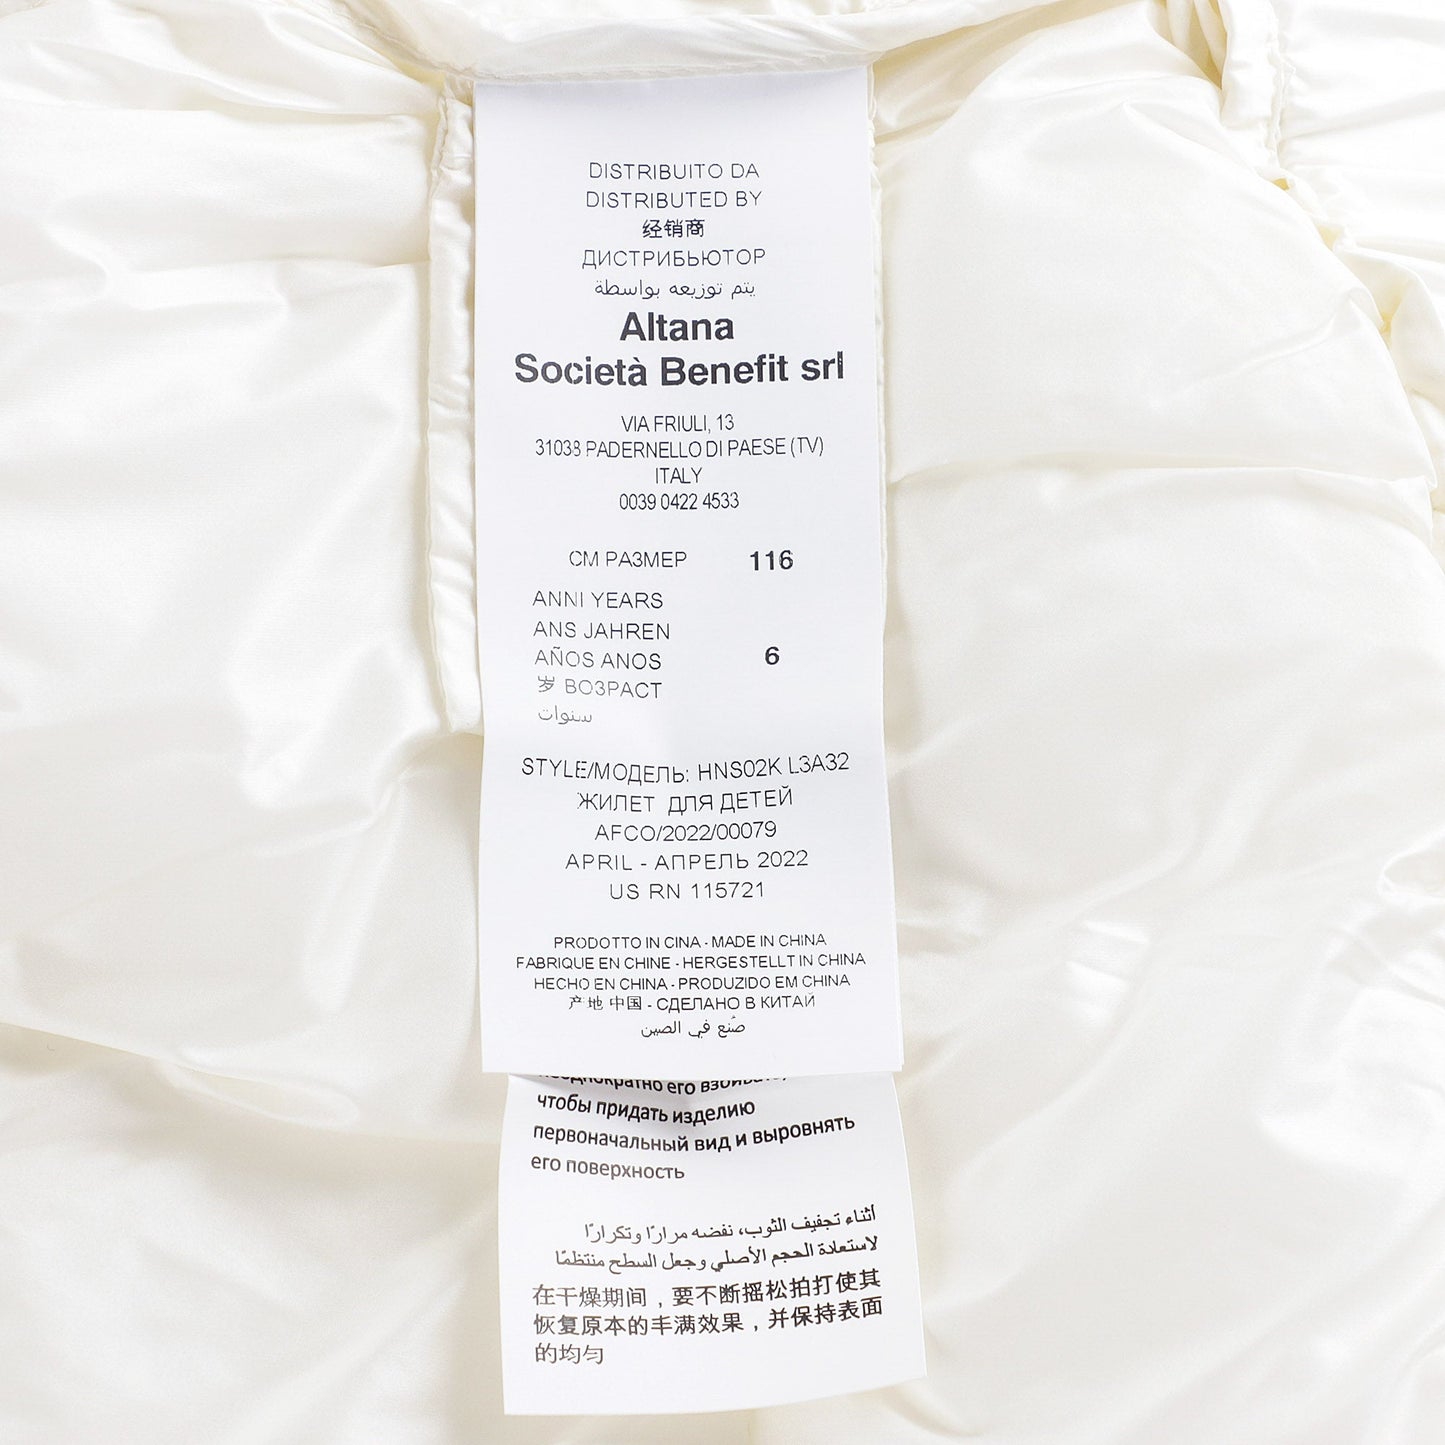 DISTRIBUITO DA
DISTRIBUTED BY
经销商
ДИСТРИБЬЮТОР
يتم توزيعه بواسطة
Altana
Società Benefit srl
VIA FRIULI, 13
31038 PADERNELLO DI PAESE (TV)
ITALY
0039 0422 4533
СМ РАЗМЕР 116
ANNI YEARS
ANS JAHREN
AÑOS ANOS 6
岁 ВОЗРАСТ
سنوات
STYLE/МОДЕЛЬ: HNS02K L3A32
ЖИЛЕТ ДЛЯ ДЕТЕЙ
AFCO/2022/00079
APRIL - АПРЕЛЬ 2022
US RN 115721
PRODOTTO IN CINA - MADE IN CHINA
FABRIQUE EN CHINE - HERGESTELLT IN CHINA
HECHO EN CHINA - PRODUZIDO EM CHINA
产地 中国 - СДЕЛАНО В КИТАЙ
صُنع في الصين
неоднократно его взбивать,
чтобы придать изделию
первоначальный вид и выровнять
его поверхность
أثناء تجفيف الثوب، نفضه مرارًا وتكرارًا
لاستعادة الحجم الأصلي وجعل السطح منتظمًا
在干燥期间，要不断摇松拍打使其
恢复原本的丰满效果，并保持表面
的均匀